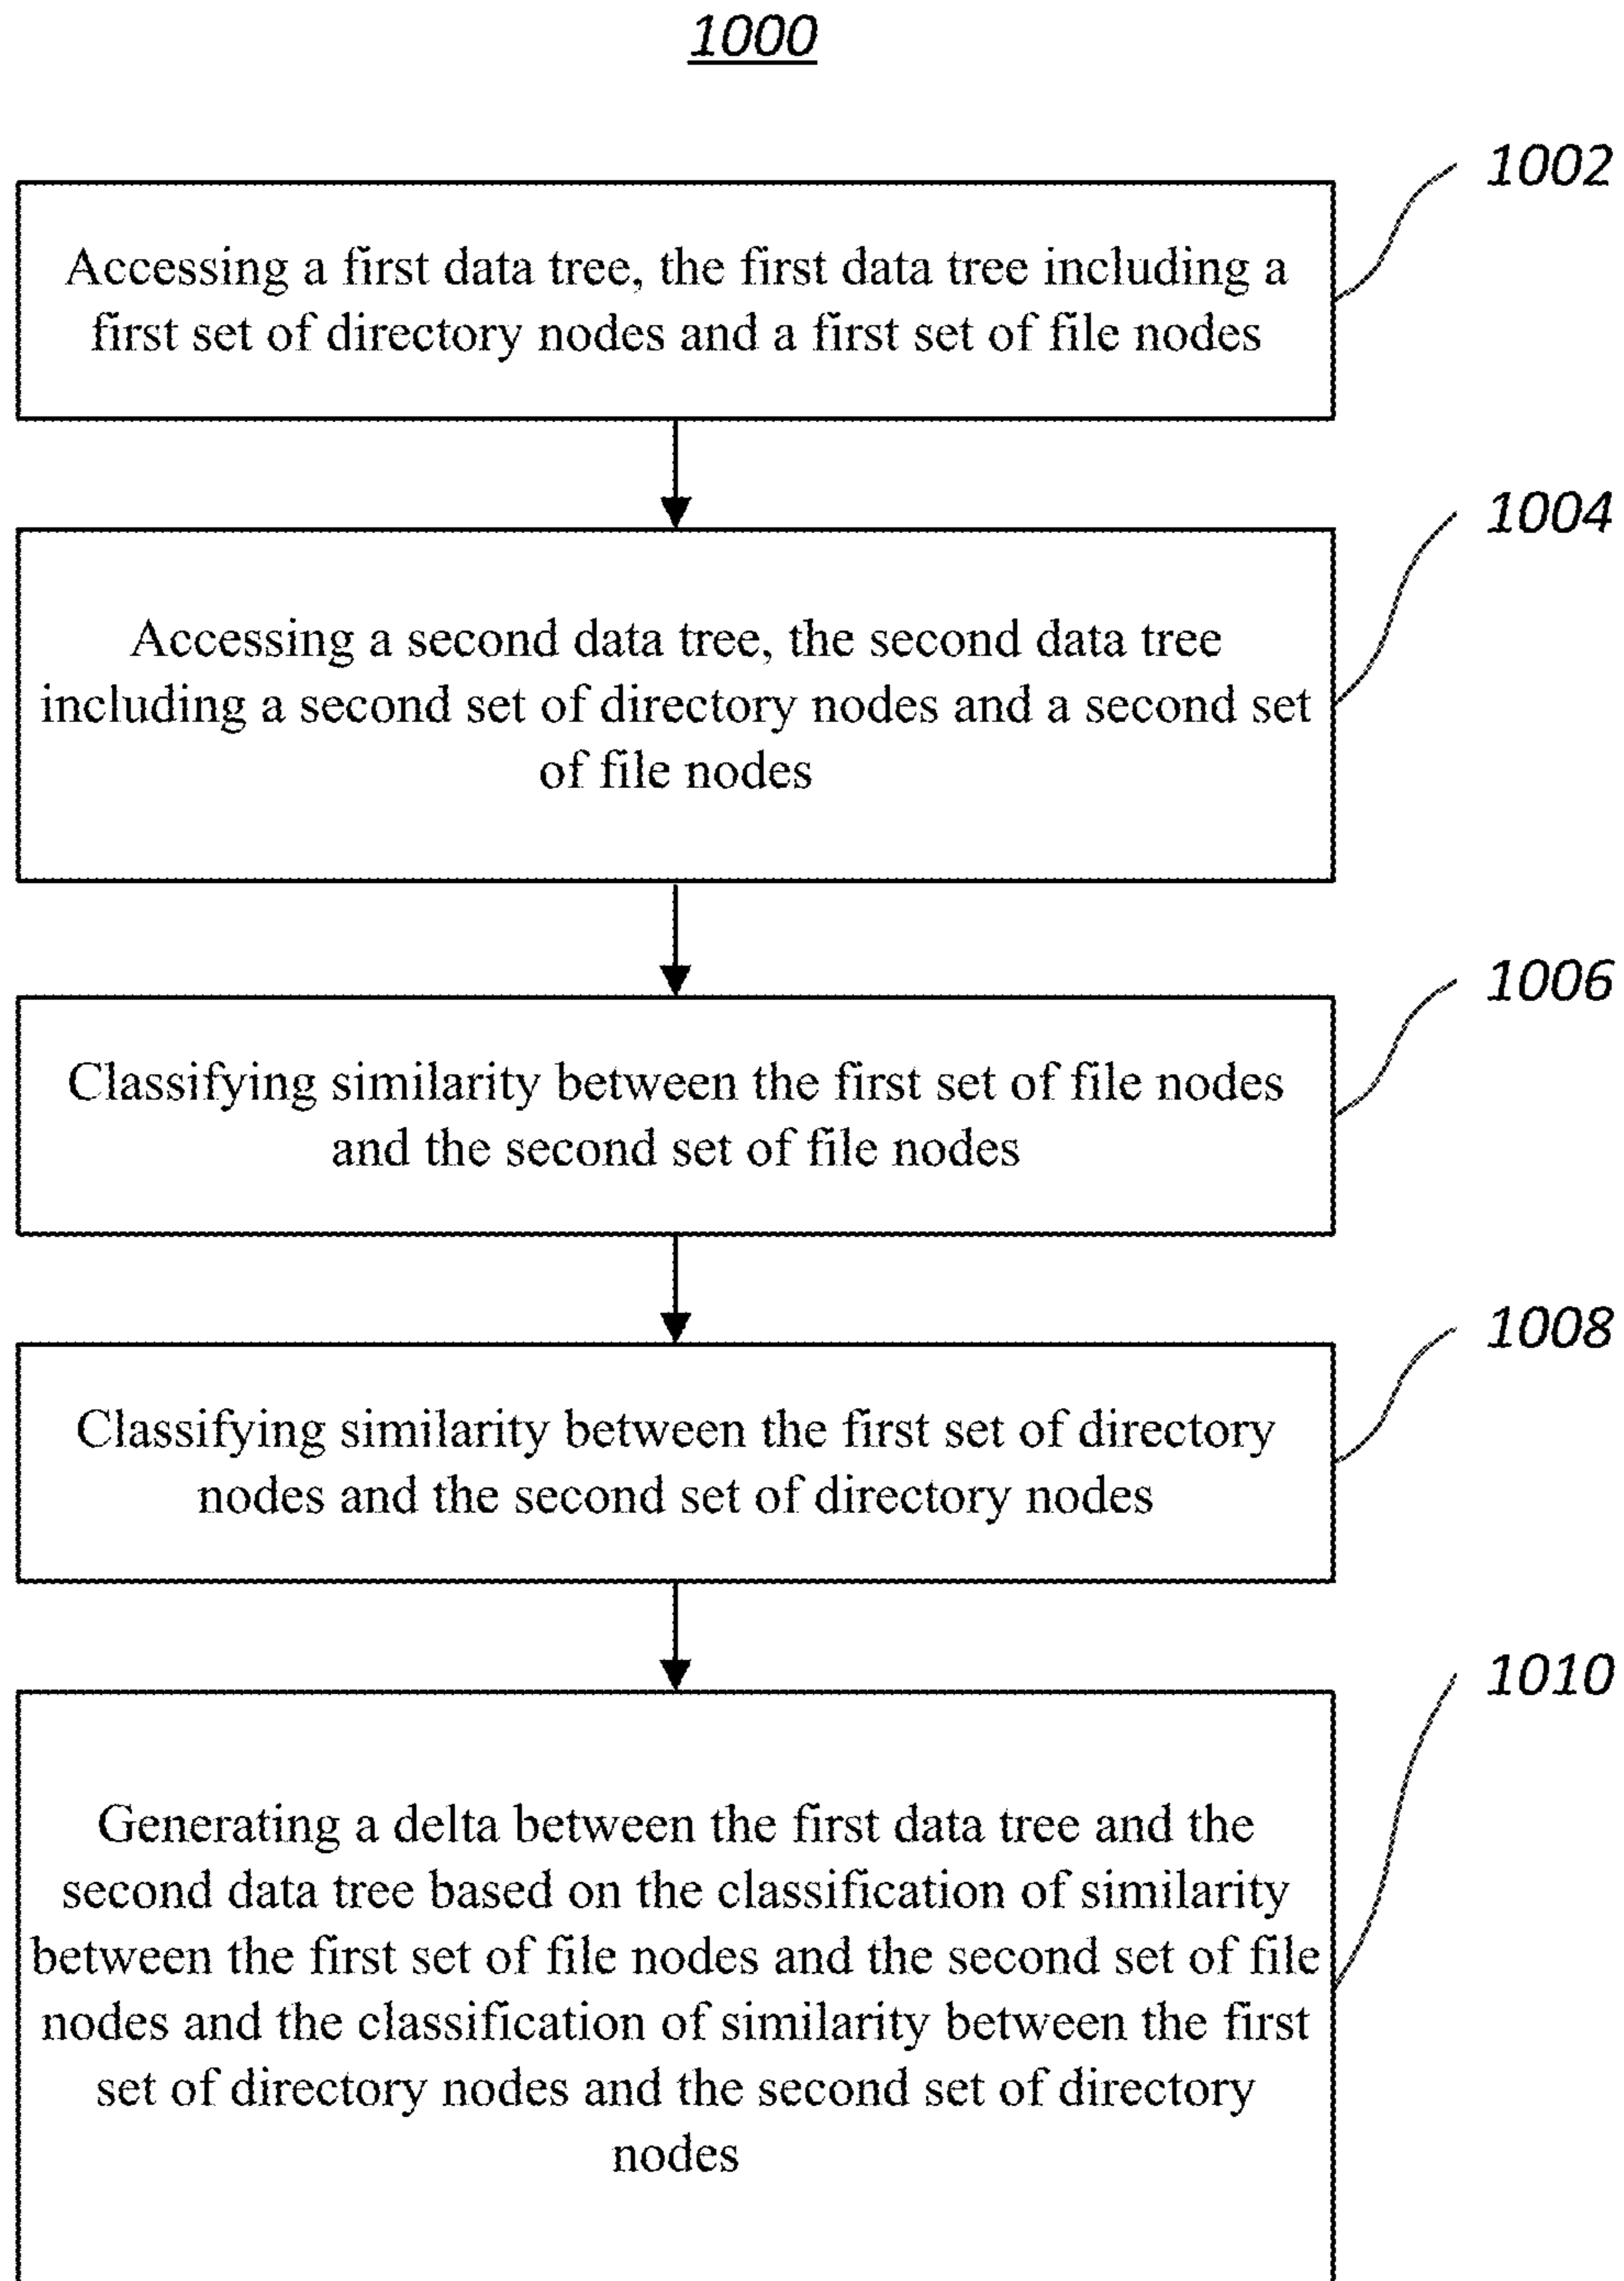 1000
1002
Accessing a first data tree, the first data tree including a
first set of directory nodes and a first set of file nodes
1004
Accessing a second data tree, the second data tree
including a second set of directory nodes and a second set
of file nodes
1006
Classifying similarity between the first set of file nodes
and the second set of file nodes
1008
Classifying similarity between the first set of directory
nodes and the second set of directory nodes
1010
Generating a delta between the first data tree and the
second data tree based on the classification of similarity
between the first set of file nodes and the second set of file
nodes and the classification of similarity between the first
set of directory nodes and the second set of directory
nodes